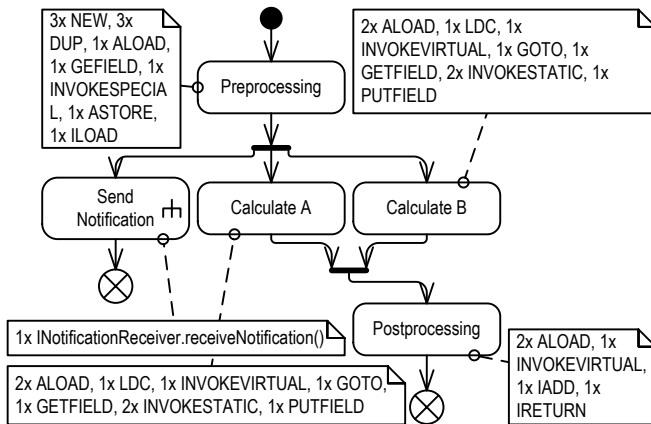 3x NEW, 3x
DUP, 1x ALOAD,
1x GEFIELD, 1x
INVOKESPECIA
L, 1x ASTORE,
1x ILOAD
Preprocessing
2x ALOAD, 1x LDC, 1x
INVOKEVIRTUAL, 1x GOTO, 1x
GETFIELD, 2x INVOKESTATIC, 1x
PUTFIELD
Send
Notification
Calculate A
Calculate B
1x INotificationReceiver.receiveNotification()
Postprocessing
2x ALOAD, 1x LDC, 1x INVOKEVIRTUAL, 1x GOTO,
1x GETFIELD, 2x INVOKESTATIC, 1x PUTFIELD
2x ALOAD, 1x
INVOKEVIRTUAL,
1x IADD, 1x
IRETURN